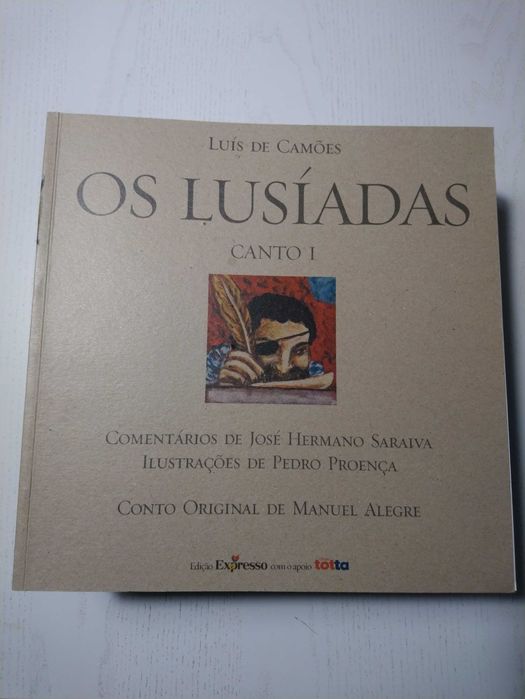 LUÍS DE CAMÕES
OS LUSÍADAS
CANTO I
COMENTÁRIOS DE JOSÉ HERMANO SARAIVA
ILUSTRAÇÕES DE PEDRO PROENÇA
CONTO ORIGINAL DE MANUEL ALEGRE
Edição Expresso com o apoio totta